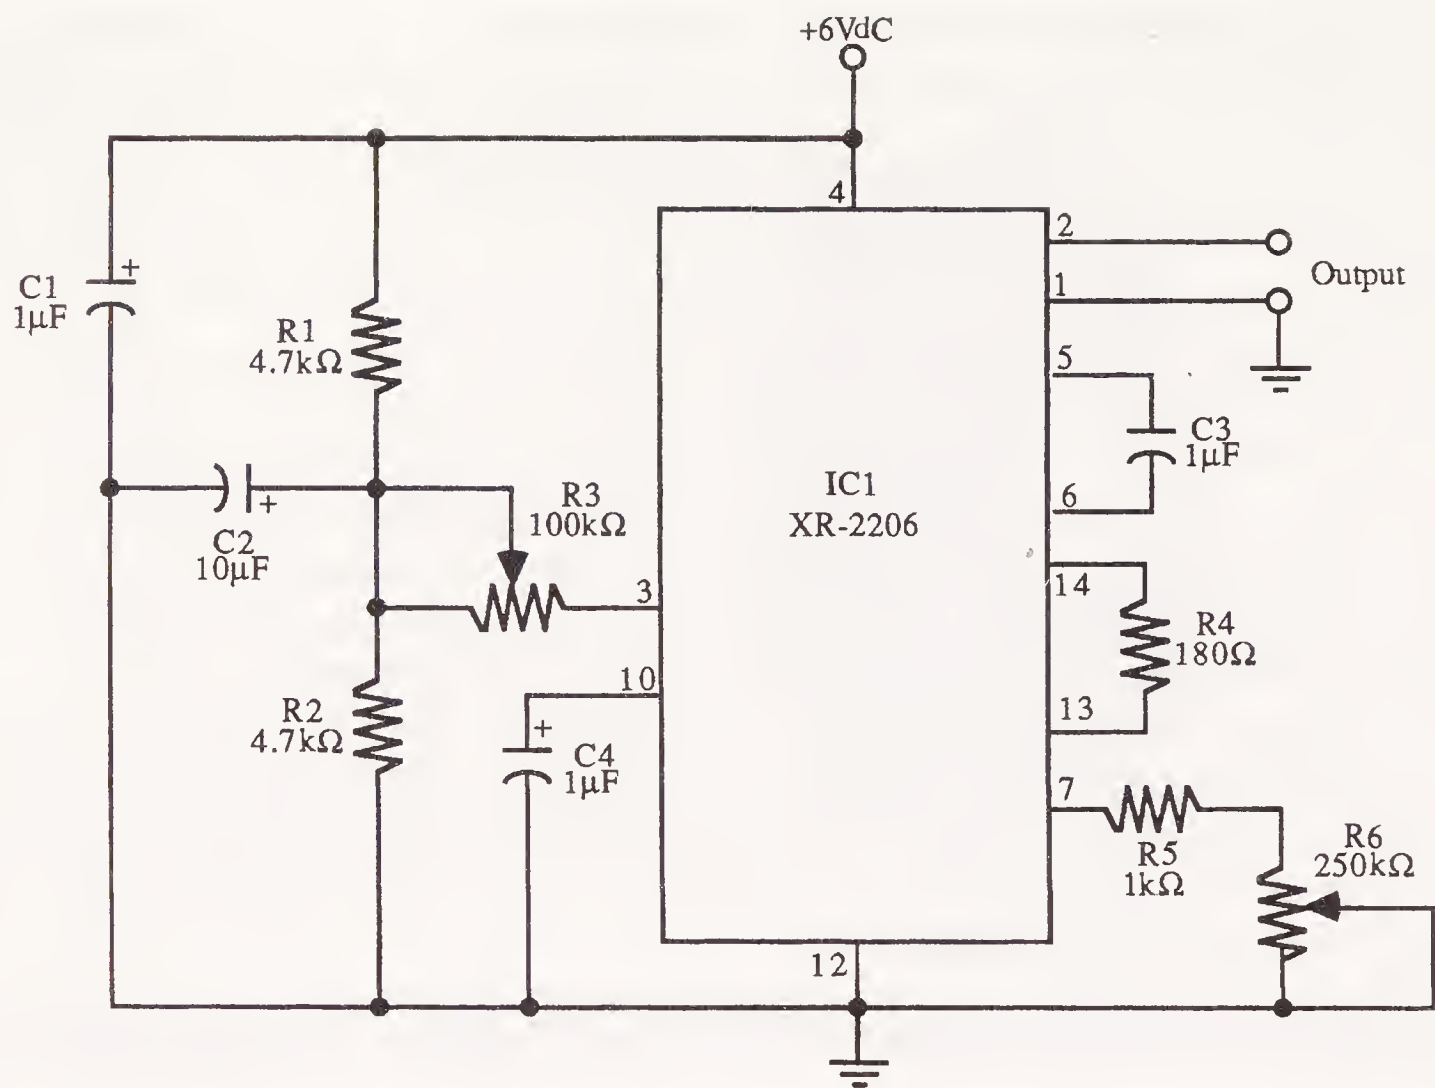 +6VdC
4
2
Output
1
C1
1µF
+
R1
4.7kΩ
5
C3
1µF
6
IC1
XR-2206
R3
100kΩ
+
C2
10µF
3
14
R4
180Ω
10
13
R2
4.7kΩ
+
C4
1µF
7
R5
1kΩ
R6
250kΩ
12